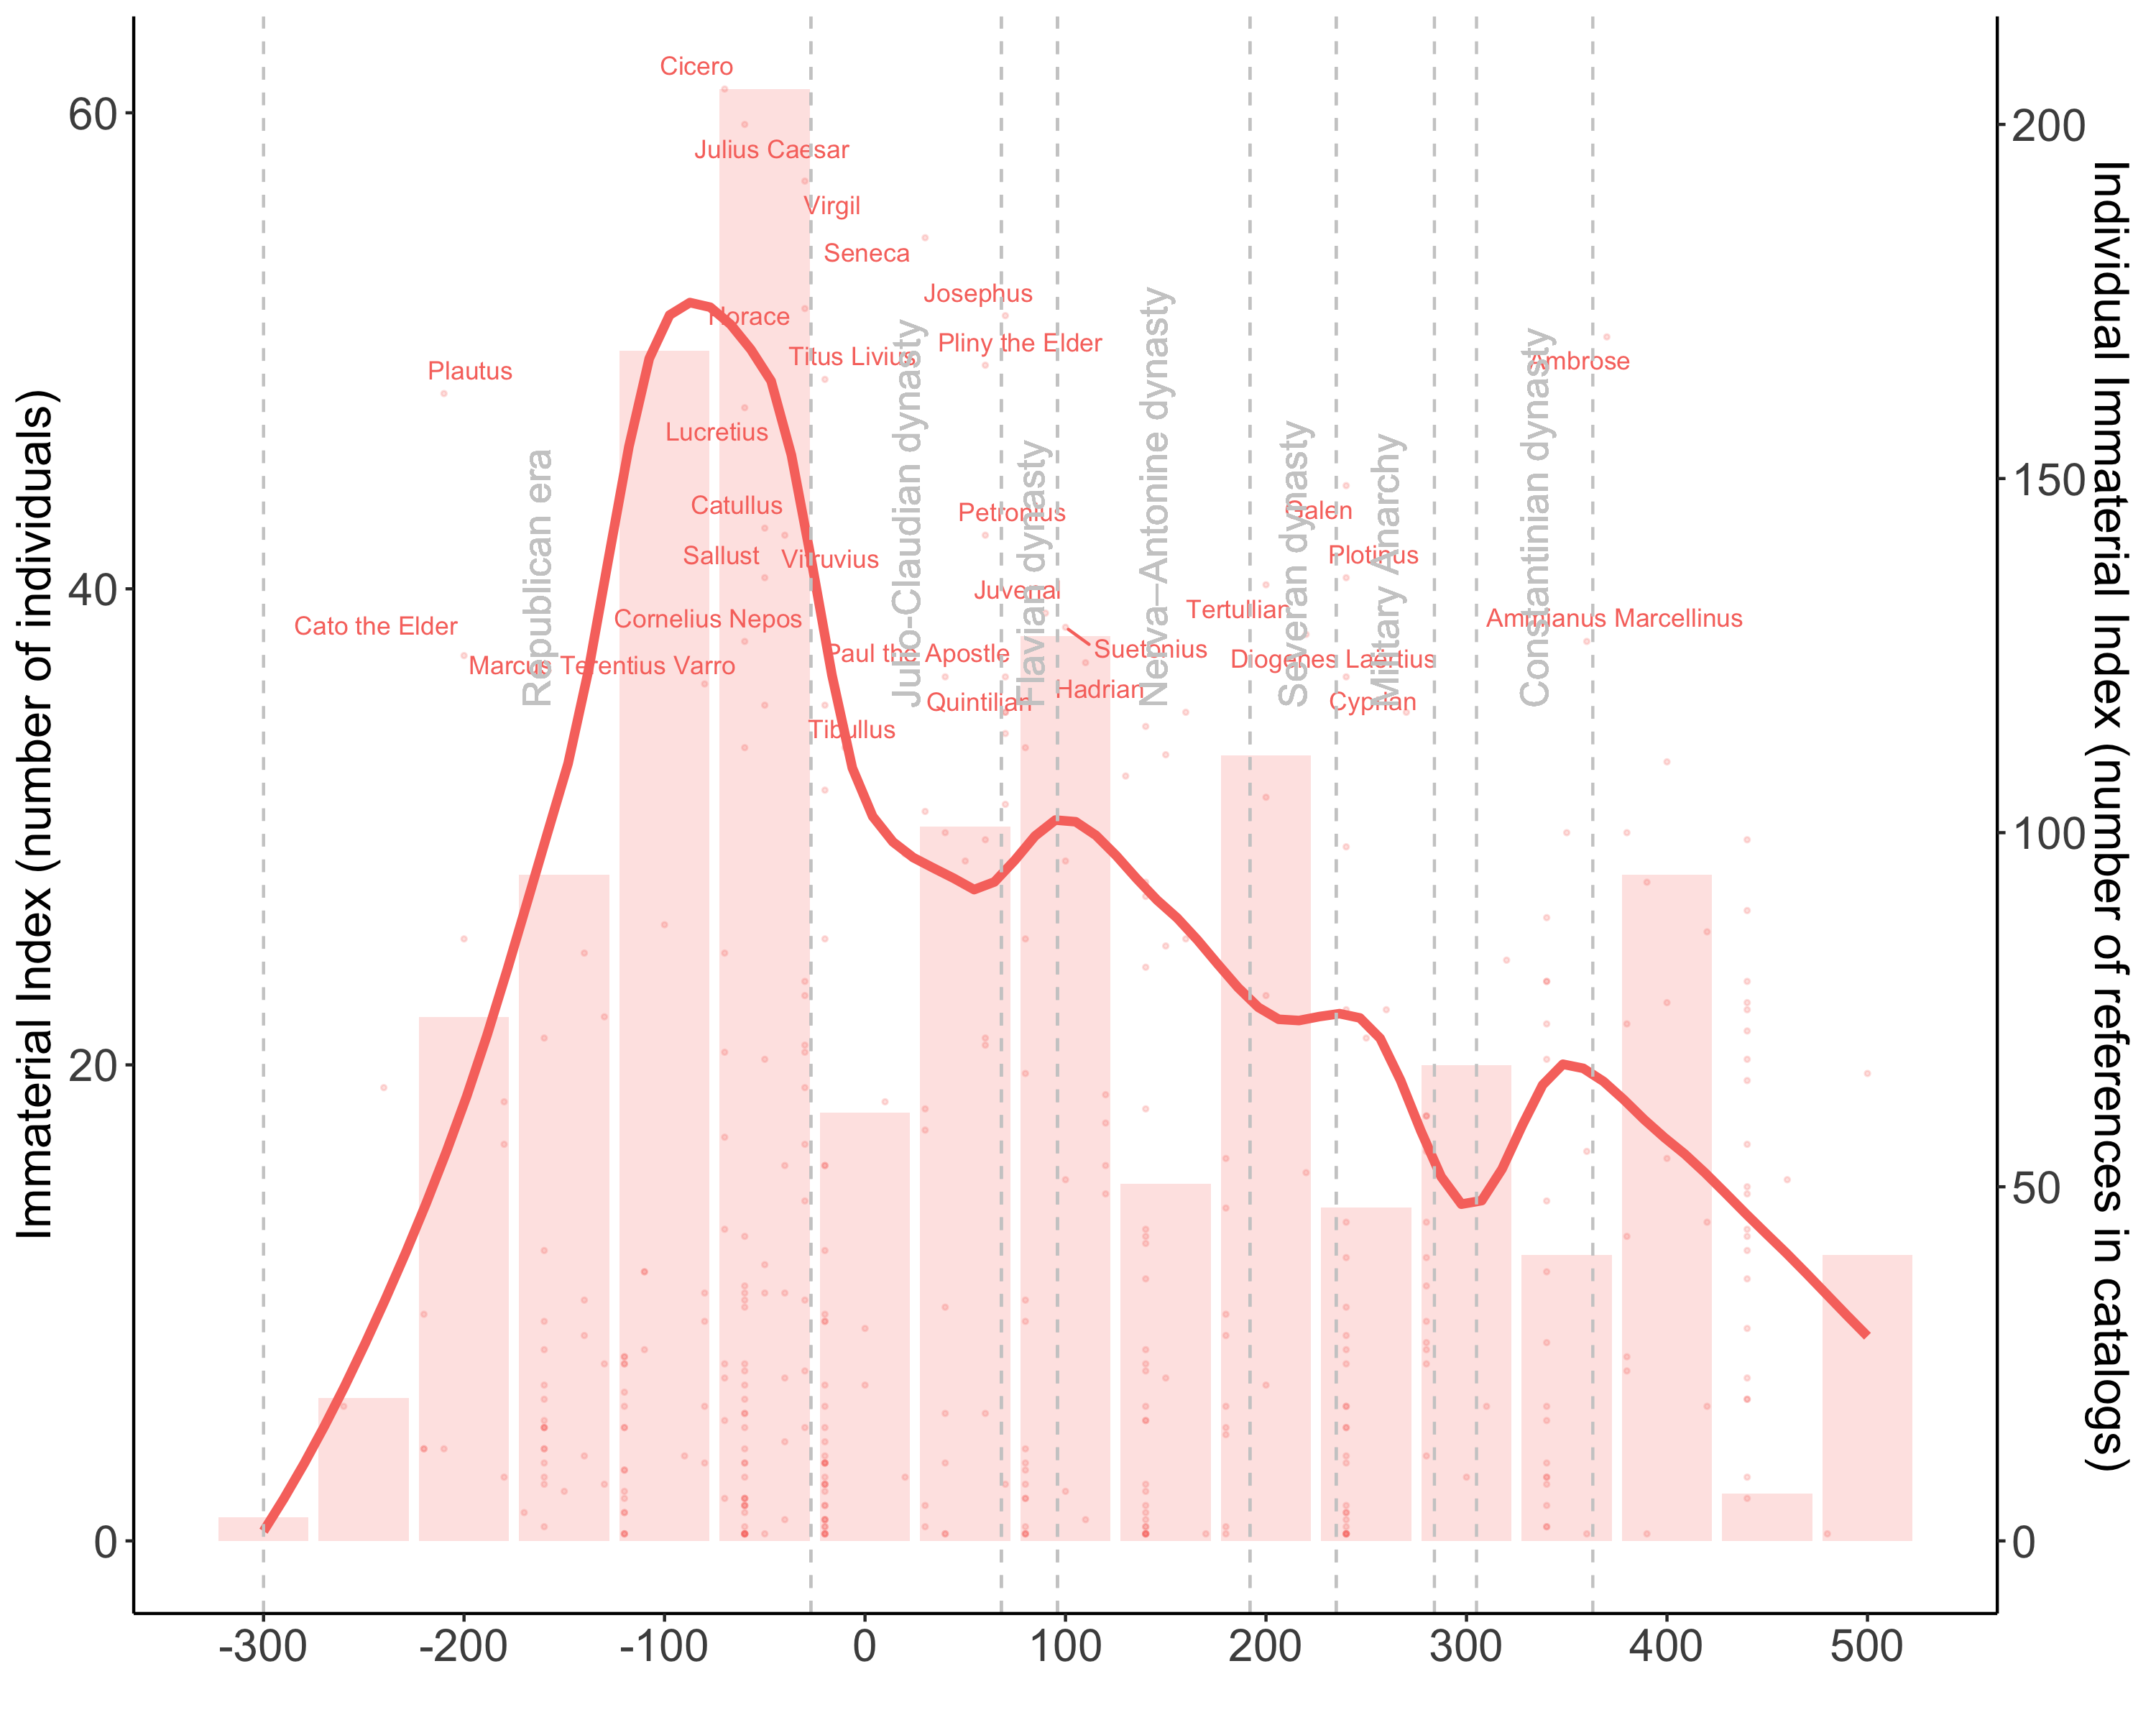 Immaterial Index (number of individuals)
60
40
20
0
Cicero
Julius Caesar
Virgil
Seneca
Josephus
Horace
Pliny the Elder
Titus Livius
Ambrose
Plautus
Lucretius
Catullus
Petronius
Galen
Sallust
Vitruvius
Plotinus
Juvenal
Tertullian
Cornelius Nepos
Ammianus Marcellinus
Cato the Elder
Suetonius
Paul the Apostle
Diogenes Laërtius
Marcus Terentius Varro
Hadrian
Quintilian
Cyprian
Tibullus
Republican era
Julio-Claudian dynasty
Flavian dynasty
Nerva–Antonine dynasty
Severan dynasty
Military Anarchy
Constantinian dynasty
200
150
100
50
0
Individual Immaterial Index (number of references in catalogs)
-300
-200
-100
0
100
200
300
400
500